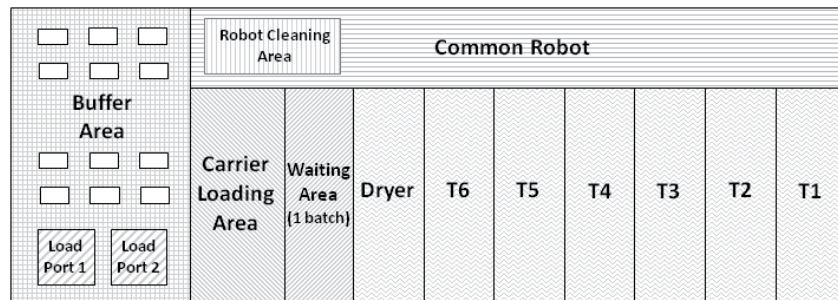 Robot Cleaning
Area
Common Robot
Buffer
Area
Carrier
Loading
Area
Waiting
Area
(1 batch)
Dryer
T6
T5
T4
T3
T2
T1
Load
Port 1
Load
Port 2